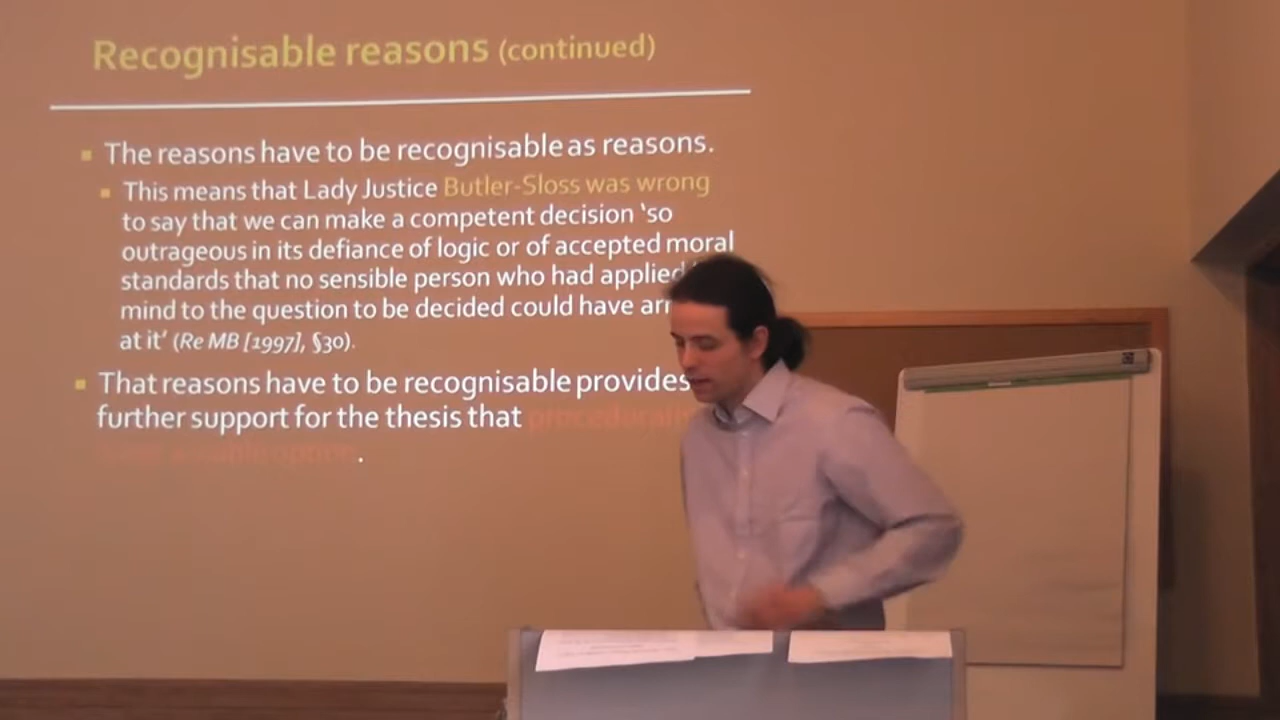 Recognisable reasons (continued)
The reasons have to be recognisable as reasons.
This means that Lady Justice Butler-Sloss was wrong
to say that we can make a competent decision ‘so
outrageous in its defiance of logic or of accepted moral
standards that no sensible person who had applied
mind to the question to be decided could have
at it’ (Re MB [1997], §30).
That reasons have to be recognisable provides
further support for the thesis that
.